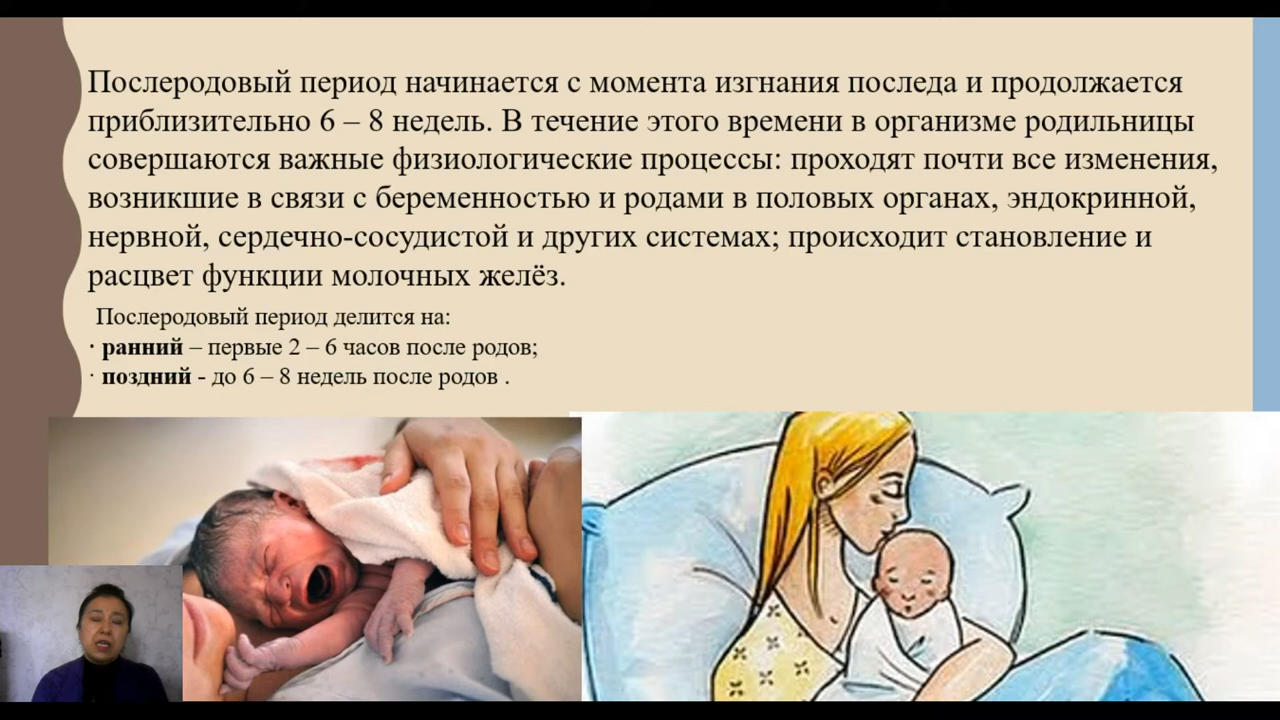 Послеродовый период начинается с момента изгнания последа и продолжается
приблизительно 6 – 8 недель. В течение этого времени в организме родильницы
совершаются важные физиологические процессы: проходят почти все изменения,
возникшие в связи с беременностью и родами в половых органах, эндокринной,
нервной, сердечно-сосудистой и других системах; происходит становление и
расцвет функции молочных желёз.
Послеродовый период делится на:
· ранний – первые 2 – 6 часов после родов;
· поздний - до 6 – 8 недель после родов .